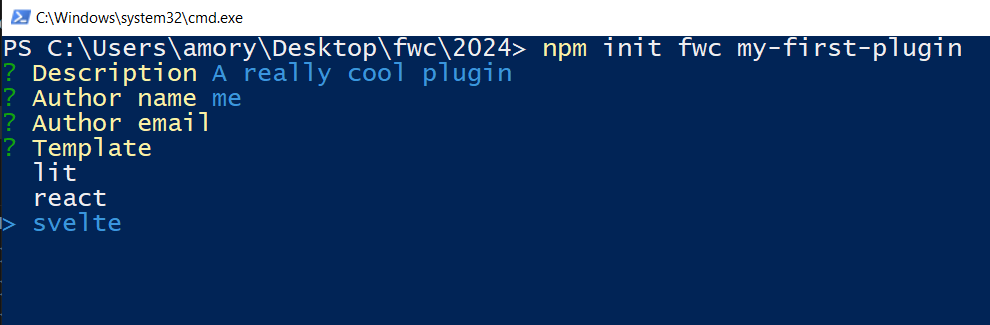 C:\Windows\system32\cmd.exe
PS C:\Users\amory\Desktop\fwc\2024> npm init fwc my-first-plugin
? Description A really cool plugin
? Author name me
? Author email
? Template
lit
react
> svelte